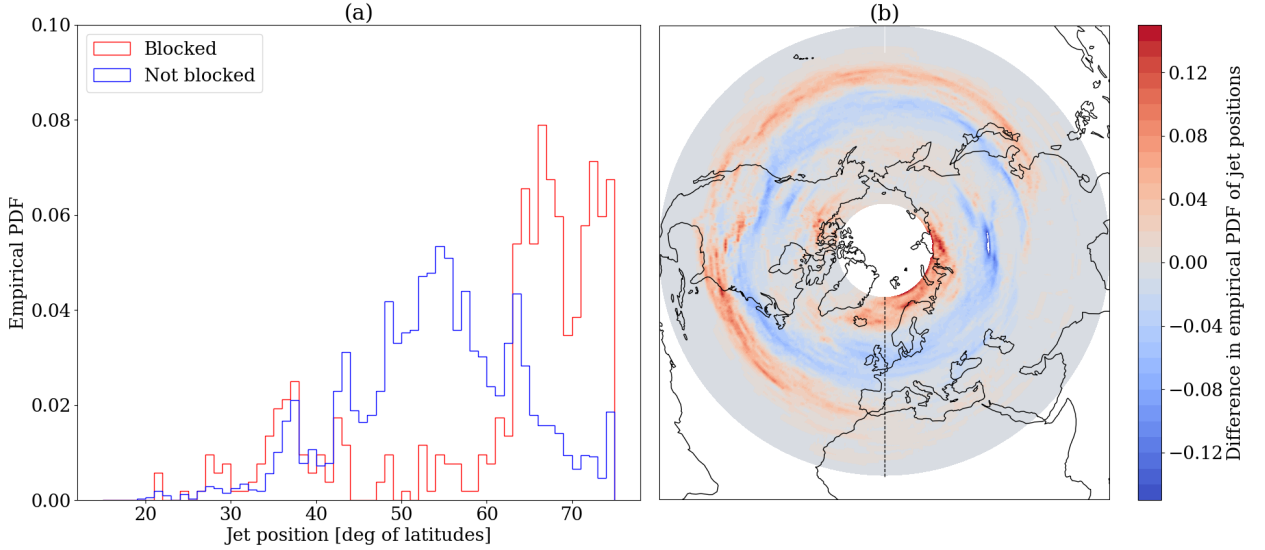 (a)
Blocked
Not blocked
0.10
0.08
0.06
0.04
0.02
0.00
Empirical PDF
20
30
40
50
60
70
Jet position [deg of latitudes]
(b)
0.12
0.08
0.04
0.00
−0.04
−0.08
−0.12
Difference in empirical PDF of jet positions